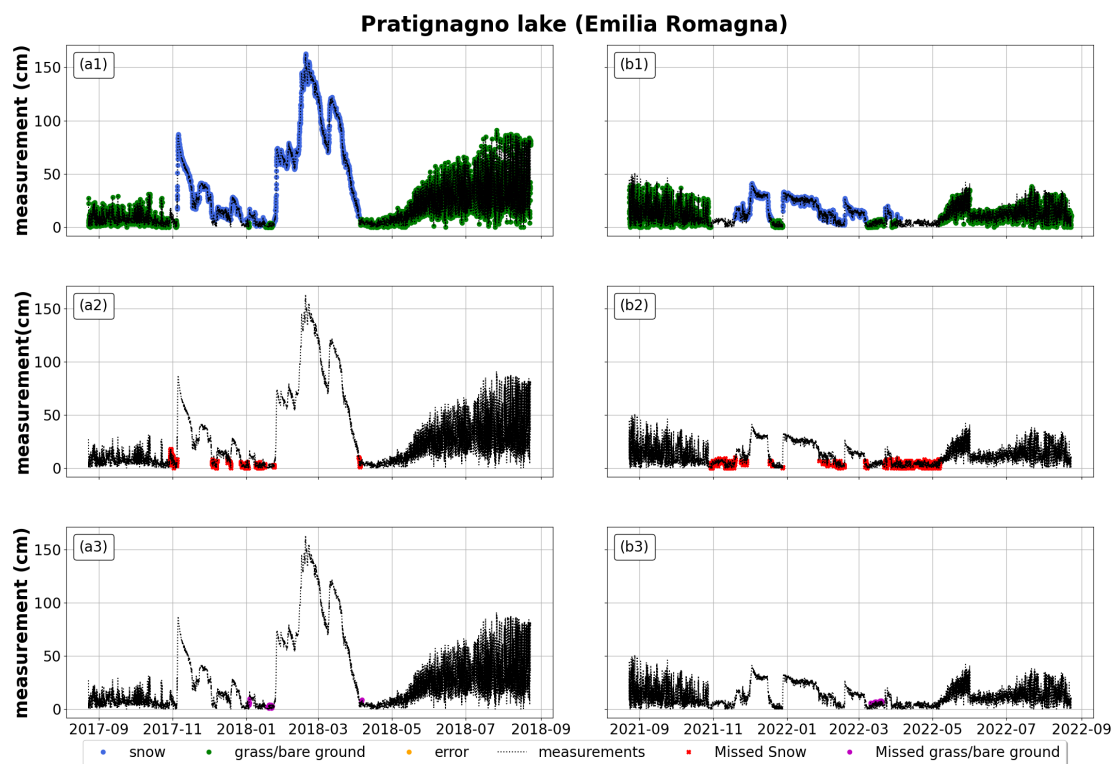 Pratignagno lake (Emilia Romagna)
measurement (cm)
150
100
50
0
(a1)
(b1)
measurement(cm)
150
100
50
0
(a2)
(b2)
measurement (cm)
150
100
50
0
(a3)
(b3)
2017-09 2017-11 2018-01 2018-03 2018-05 2018-07 2018-09 2021-09 2021-11 2022-01 2022-03 2022-05 2022-07 2022-09
snow grass/bare ground error measurements Missed Snow Missed grass/bare ground